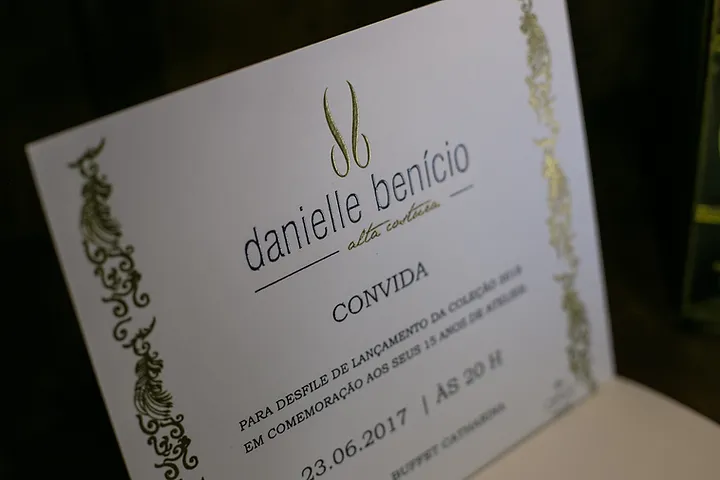 danielle benício
alta costura
CONVIDA
PARA DESFILE DE LANÇAMENTO DA COLEÇÃO 2018
EM COMEMORAÇÃO AOS SEUS 15 ANOS DE ATELIER
23.06.2017 | ÀS 20 H
BUFFET CATHARINA